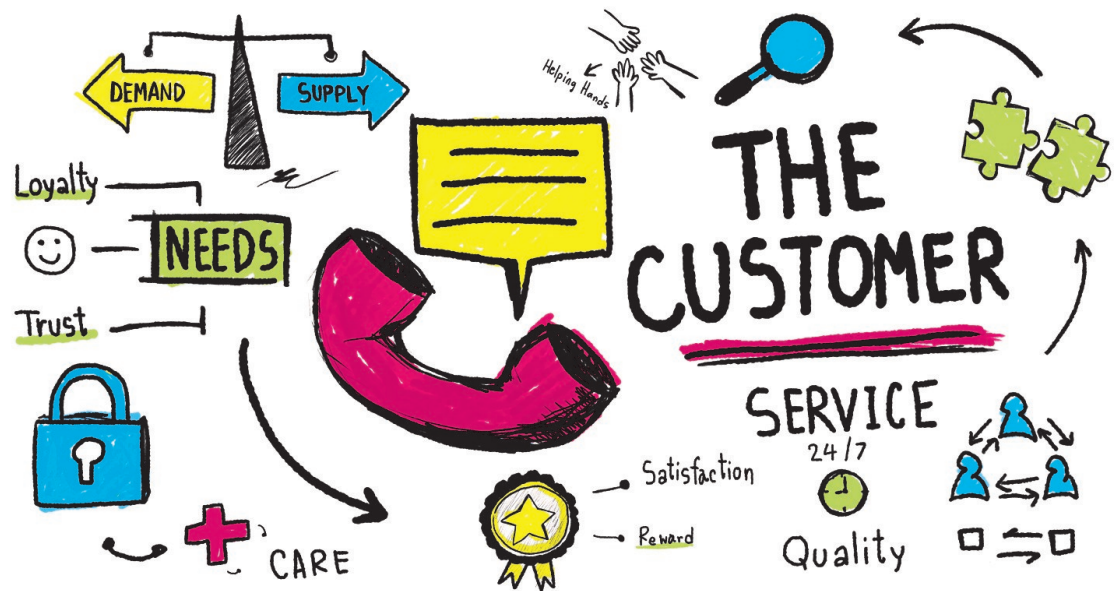 DEMAND
SUPPLY
Helping Hands
THE
CUSTOMER
Loyalty
NEEDS
Trust
SERVICE
24/7
Quality
Satisfaction
Reward
CARE